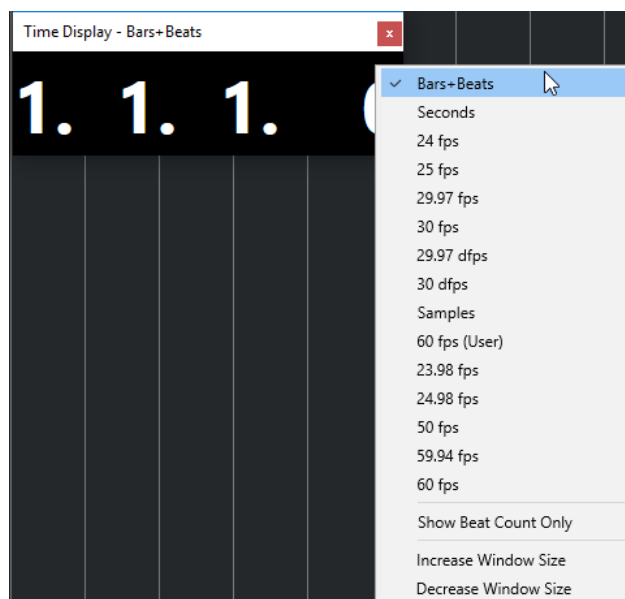 Time Display - Bars+Beats
x
1. 1. 1.
Bars+Beats
Seconds
24 fps
25 fps
29.97 fps
30 fps
29.97 dfps
30 dfps
Samples
60 fps (User)
23.98 fps
24.98 fps
50 fps
59.94 fps
60 fps
Show Beat Count Only
Increase Window Size
Decrease Window Size